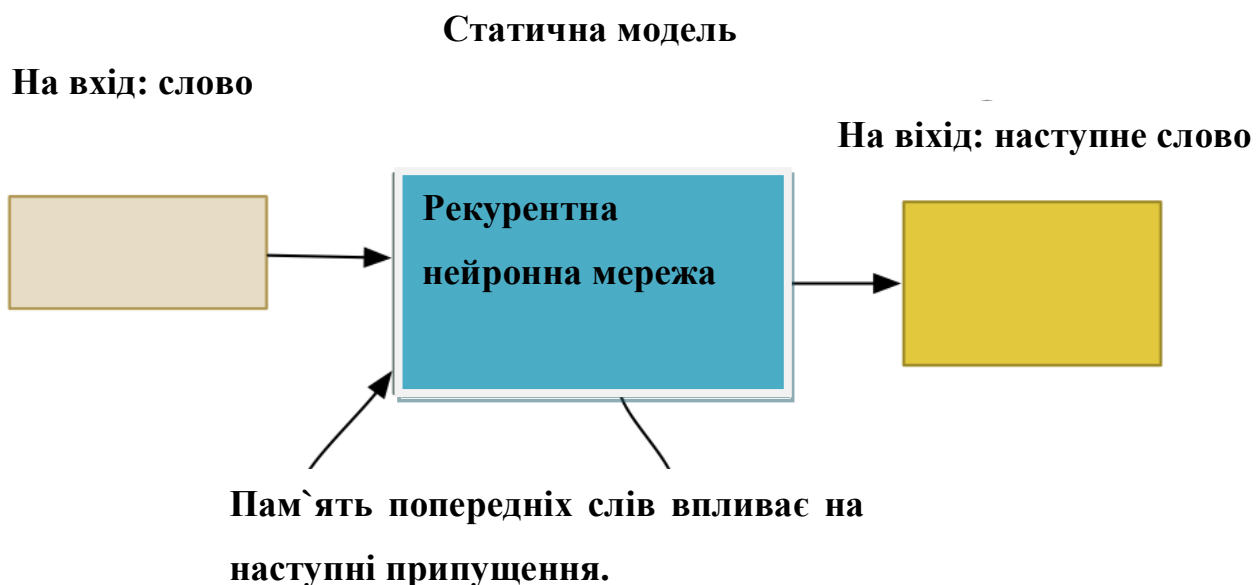 Статична модель
На вхід: слово
На віхід: наступне слово
Рекурентна
нейронна мережа
Пам`ять попередніх слів впливає на
наступні припущення.